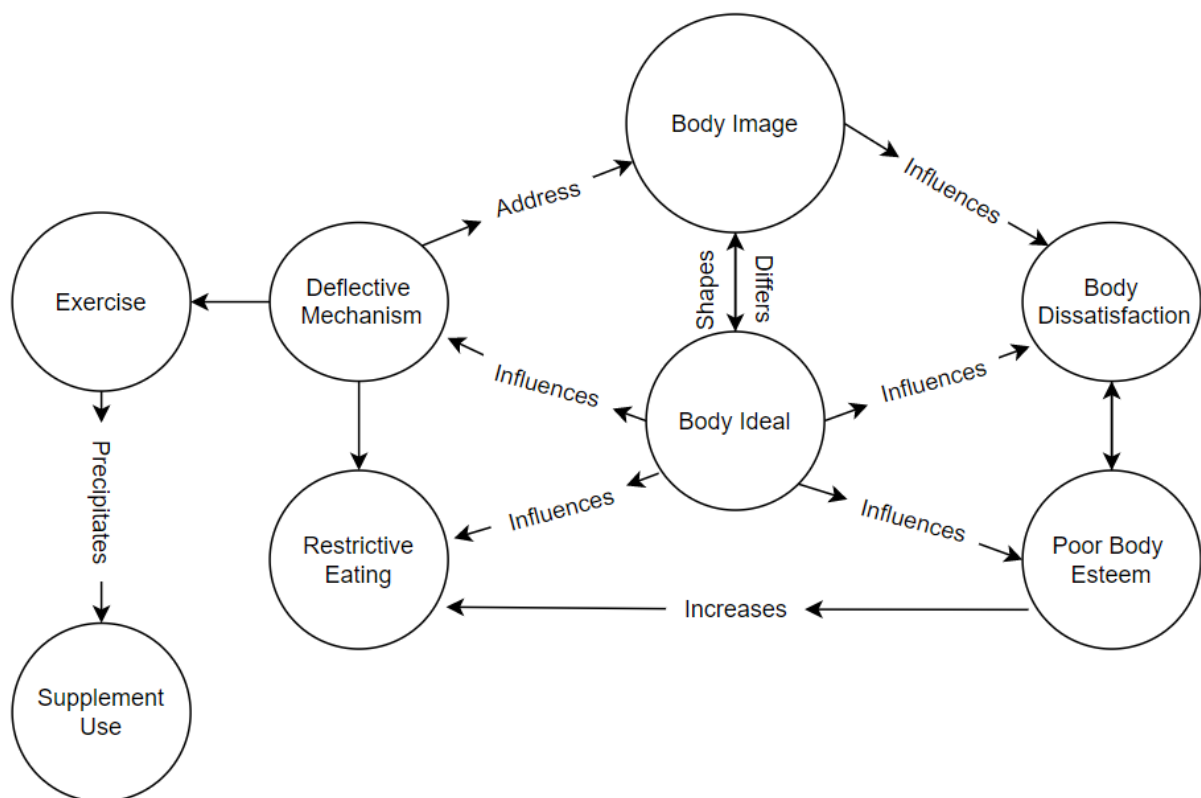 Body Image
Influences
Address
Exercise
Deflective
Mechanism
Shapes
Differs
Body
Dissatisfaction
Influences
Influences
Body Ideal
Precipitates
Influences
Influences
Restrictive
Eating
Poor Body
Esteem
Increases
Supplement
Use